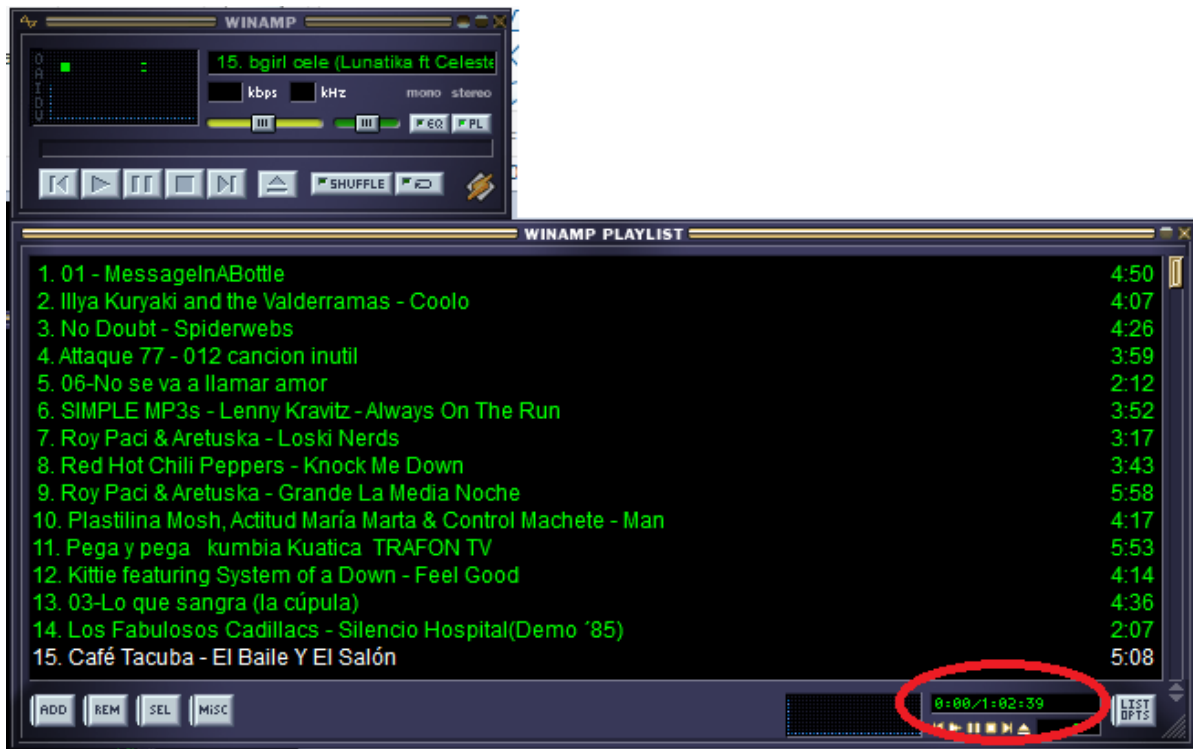 WINAMP
O
A
I
D
V
15. bgirl cele (Lunatika ft Celeste
kbps kHz mono stereo
EQ PL
SHUFFLE
WINAMP PLAYLIST
1. 01 - MessageInABottle 4:50
2. Illya Kuryaki and the Valderramas - Coolo 4:07
3. No Doubt - Spiderwebs 4:26
4. Attaque 77 - 012 cancion inutil 3:59
5. 06-No se va a llamar amor 2:12
6. SIMPLE MP3s - Lenny Kravitz - Always On The Run 3:52
7. Roy Paci & Aretuska - Loski Nerds 3:17
8. Red Hot Chili Peppers - Knock Me Down 3:43
9. Roy Paci & Aretuska - Grande La Media Noche 5:58
10. Plastilina Mosh, Actitud María Marta & Control Machete - Man 4:17
11. Pega y pega kumbia Kuatica TRAFON TV 5:53
12. Kittie featuring System of a Down - Feel Good 4:14
13. 03-Lo que sangra (la cúpula) 4:36
14. Los Fabulosos Cadillacs - Silencio Hospital(Demo ´85) 2:07
15. Café Tacuba - El Baile Y El Salón 5:08
ADD REM SEL MISC 0:00/1:02:39 LIST
OPTS